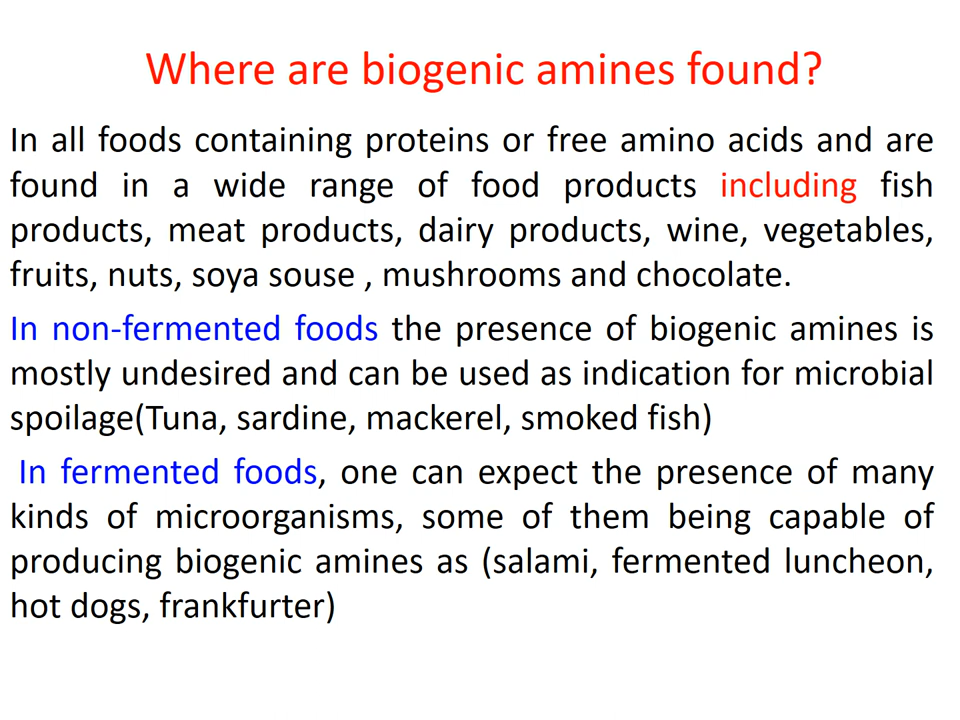 Where are biogenic amines found?
In all foods containing proteins or free amino acids and are
found in a wide range of food products including fish
products, meat products, dairy products, wine, vegetables,
fruits, nuts, soya souse , mushrooms and chocolate.
In non-fermented foods the presence of biogenic amines is
mostly undesired and can be used as indication for microbial
spoilage(Tuna, sardine, mackerel, smoked fish)
In fermented foods, one can expect the presence of many
kinds of microorganisms, some of them being capable of
producing biogenic amines as (salami, fermented luncheon,
hot dogs, frankfurter)